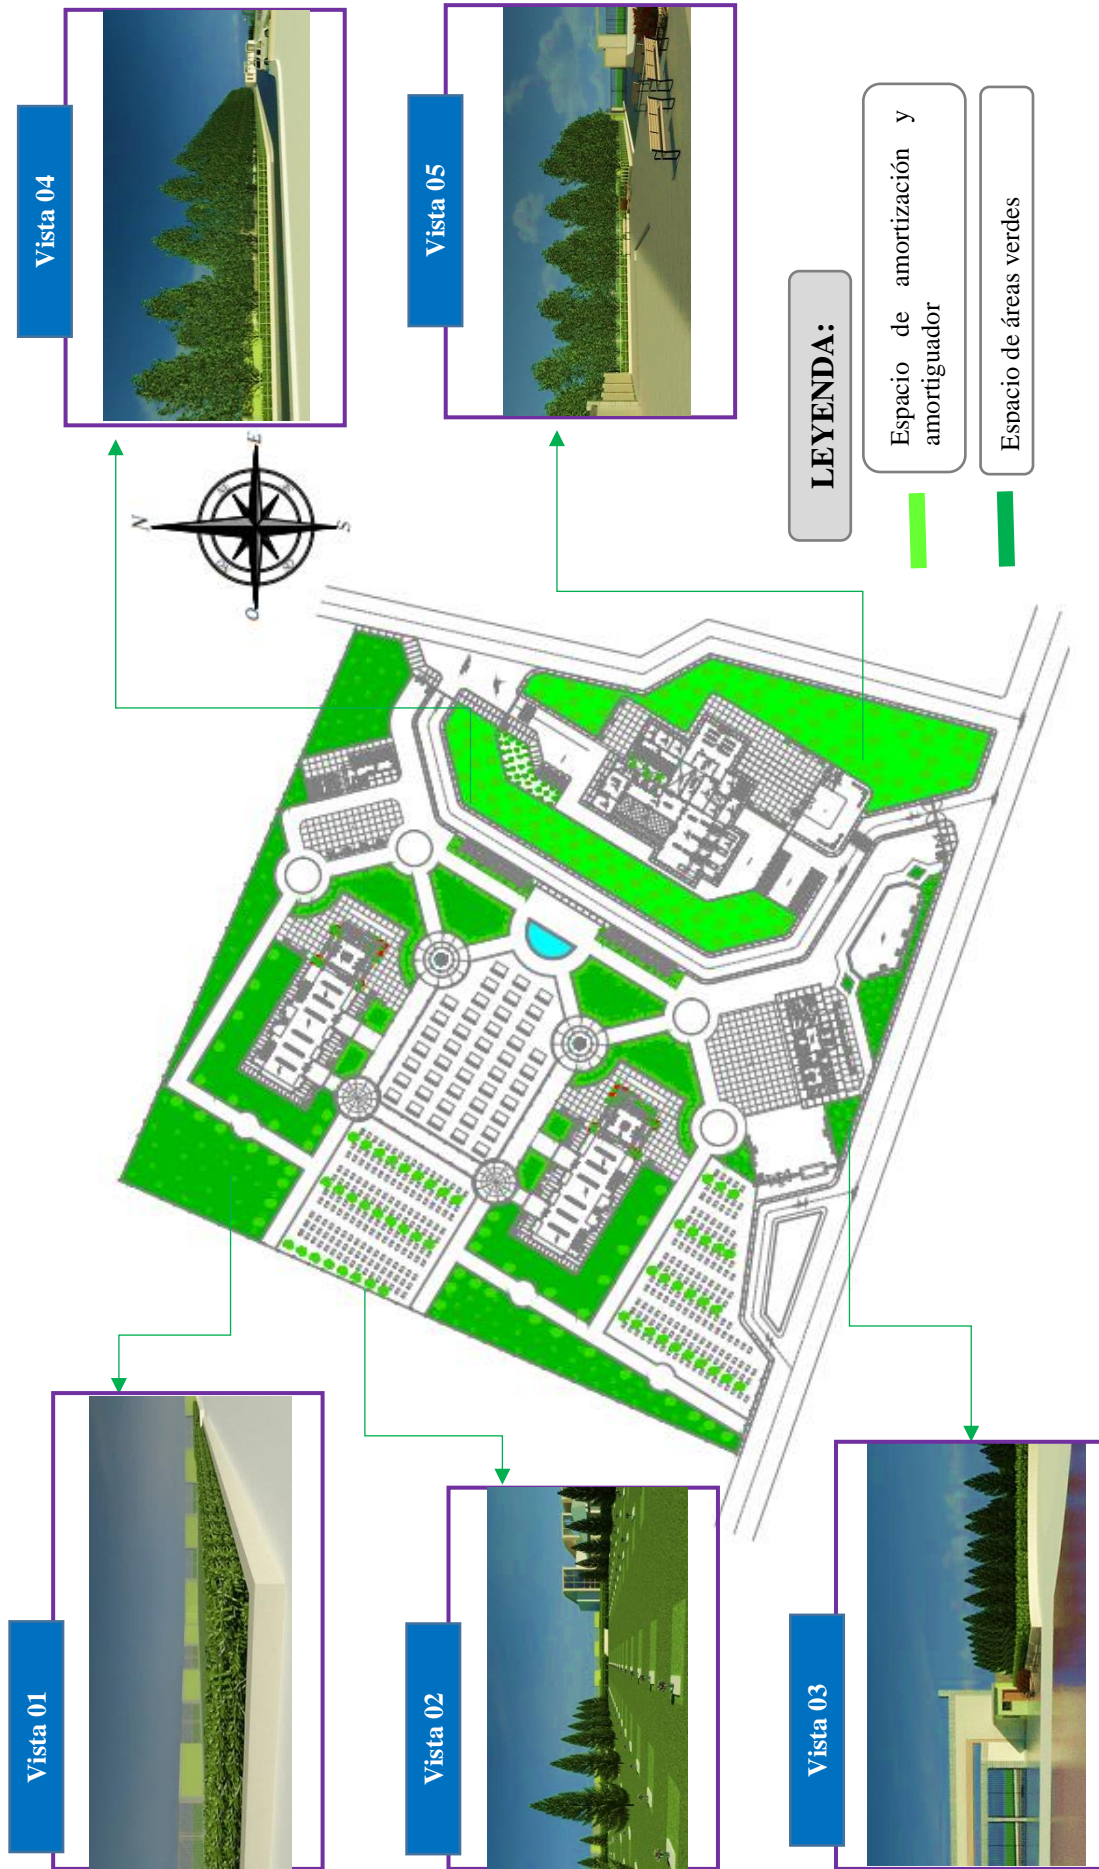 Vista 01
Vista 02
Vista 03
Vista 04
Vista 05
N
E
S
O
LEYENDA:
Espacio de amortización y
amortiguador
Espacio de áreas verdes